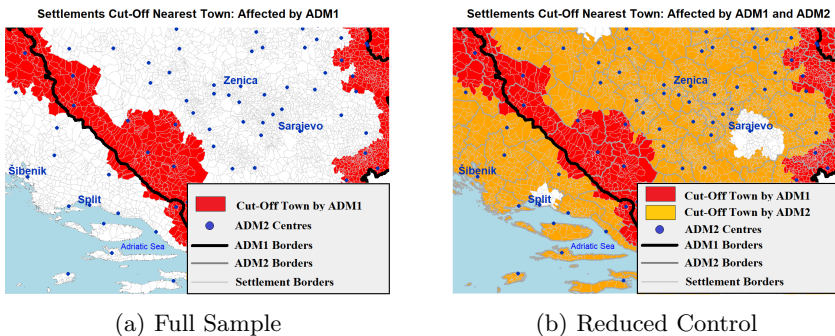 Settlements Cut-Off Nearest Town: Affected by ADM1
Zenica
Sarajevo
Šibenik
Split
Adriatic Sea
Cut-Off Town by ADM1
ADM2 Centres
ADM1 Borders
ADM2 Borders
Settlement Borders
(a) Full Sample
Settlements Cut-Off Nearest Town: Affected by ADM1 and ADM2
Zenica
Sarajevo
Šibenik
Split
Adriatic Sea
Cut-Off Town by ADM1
Cut-Off Town by ADM2
ADM2 Centres
ADM1 Borders
ADM2 Borders
Settlement Borders
(b) Reduced Control